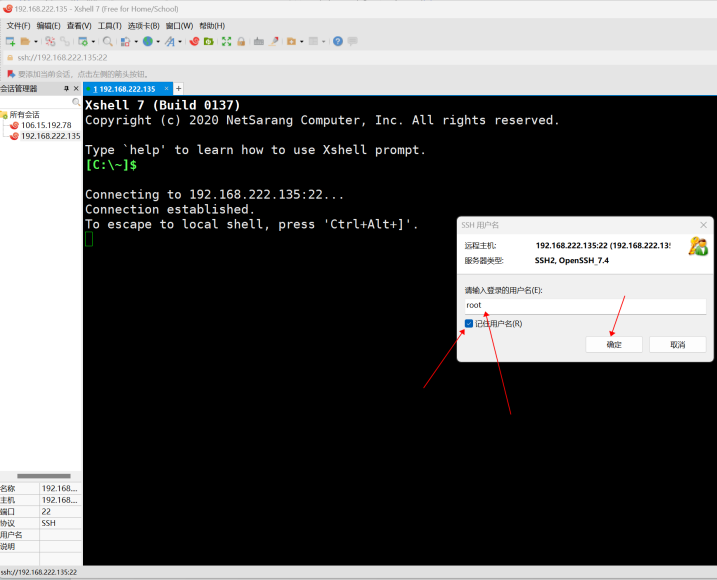 192.168.222.135 - Xshell 7 (Free for Home/School)
文件(F) 编辑(E) 查看(V) 工具(T) 选项卡(B) 窗口(W) 帮助(H)
ssh://192.168.222.135:22
要添加当前会话，点击左侧的箭头按钮。
会话管理器
1 192.168.222.135
所有会话
106.15.192.78
192.168.222.135
Xshell 7 (Build 0137)
Copyright (c) 2020 NetSarang Computer, Inc. All rights reserved.
Type `help' to learn how to use Xshell prompt.
[C:\~]$
Connecting to 192.168.222.135:22...
Connection established.
To escape to local shell, press 'Ctrl+Alt+]'.
SSH 用户名
远程主机: 192.168.222.135:22 (192.168.222.13
服务器类型: SSH2, OpenSSH_7.4
请输入登录的用户名(E):
root
记住用户名(R)
确定 取消
名称 192.168...
主机 192.168...
端口 22
协议 SSH
用户名
说明
ssh://192.168.222.135:22